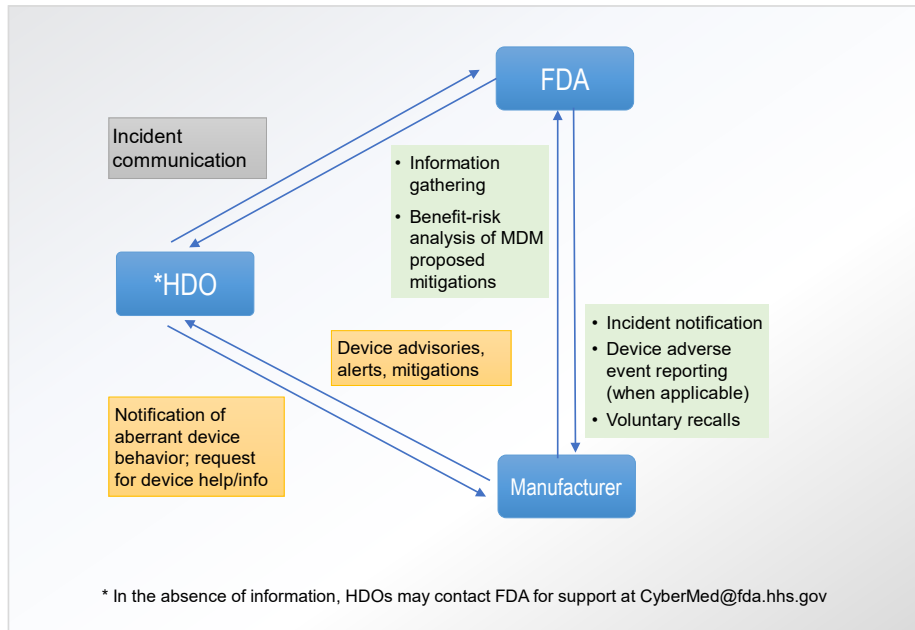 FDA
Incident
communication
• Information
gathering
• Benefit-risk
analysis of MDM
proposed
mitigations
*HDO
• Incident notification
• Device adverse
event reporting
(when applicable)
• Voluntary recalls
Device advisories,
alerts, mitigations
Notification of
aberrant device
behavior; request
for device help/info
Manufacturer
* In the absence of information, HDOs may contact FDA for support at CyberMed@fda.hhs.gov